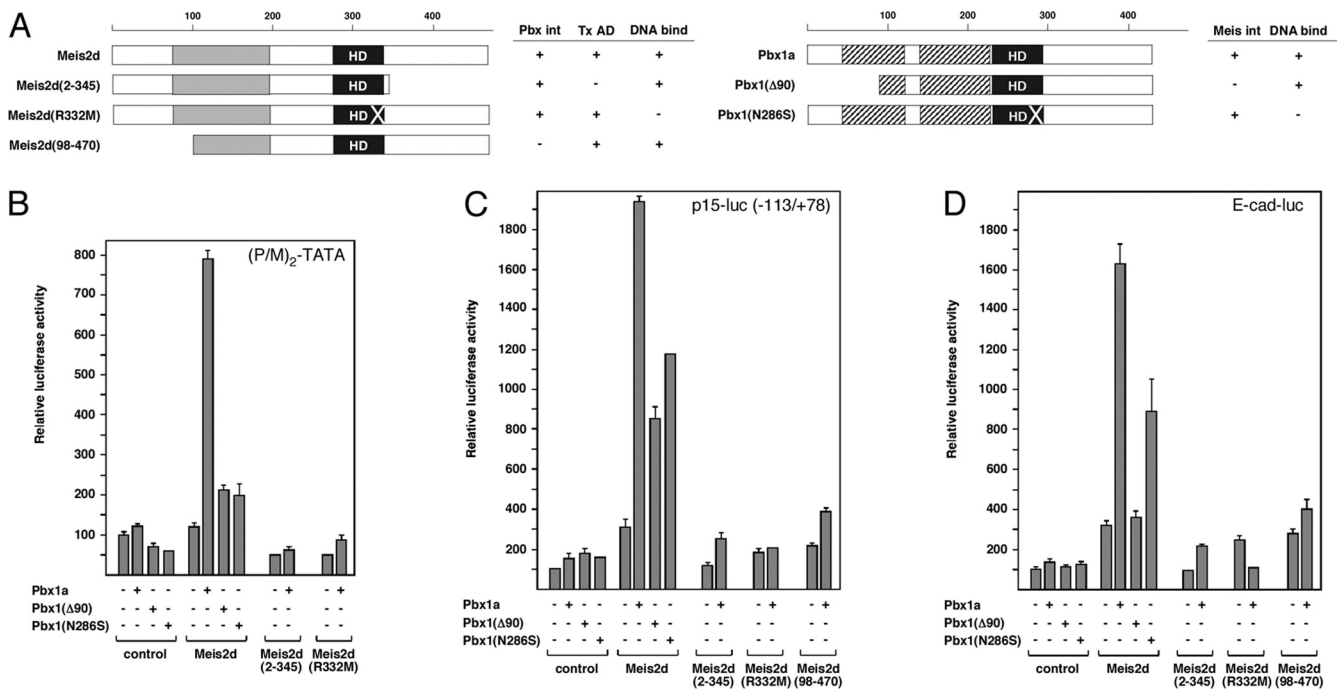 A
0 100 200 300 400
Pbx int Tx AD DNA bind
Meis2d HD + + +
Meis2d(2-345) HD + - +
Meis2d(R332M) HD + + -
Meis2d(98-470) HD - + +
0 100 200 300 400
Meis int DNA bind
Pbx1a HD + +
Pbx1(Δ90) HD - +
Pbx1(N286S) HD + -
B
(P/M)2-TATA
Relative luciferase activity
800
700
600
500
400
300
200
100
Pbx1a - + - - - + - - - + - +
Pbx1(Δ90) - - + - - - + - - - - -
Pbx1(N286S) - - - + - - - + - - - -
control Meis2d Meis2d Meis2d
(2-345) (R332M)
C
p15-luc (-113/+78)
Relative luciferase activity
1800
1600
1400
1200
1000
800
600
400
200
Pbx1a - + - - - + - - - + - + - +
Pbx1(Δ90) - - + - - - + - - - - - - -
Pbx1(N286S) - - - + - - - + - - - - - -
control Meis2d Meis2d Meis2d Meis2d
(2-345) (R332M) (98-470)
D
E-cad-luc
Relative luciferase activity
1800
1600
1400
1200
1000
800
600
400
200
Pbx1a - + - - - + - - - + - + - +
Pbx1(Δ90) - - + - - - + - - - - - - -
Pbx1(N286S) - - - + - - - + - - - - - -
control Meis2d Meis2d Meis2d Meis2d
(2-345) (R332M) (98-470)